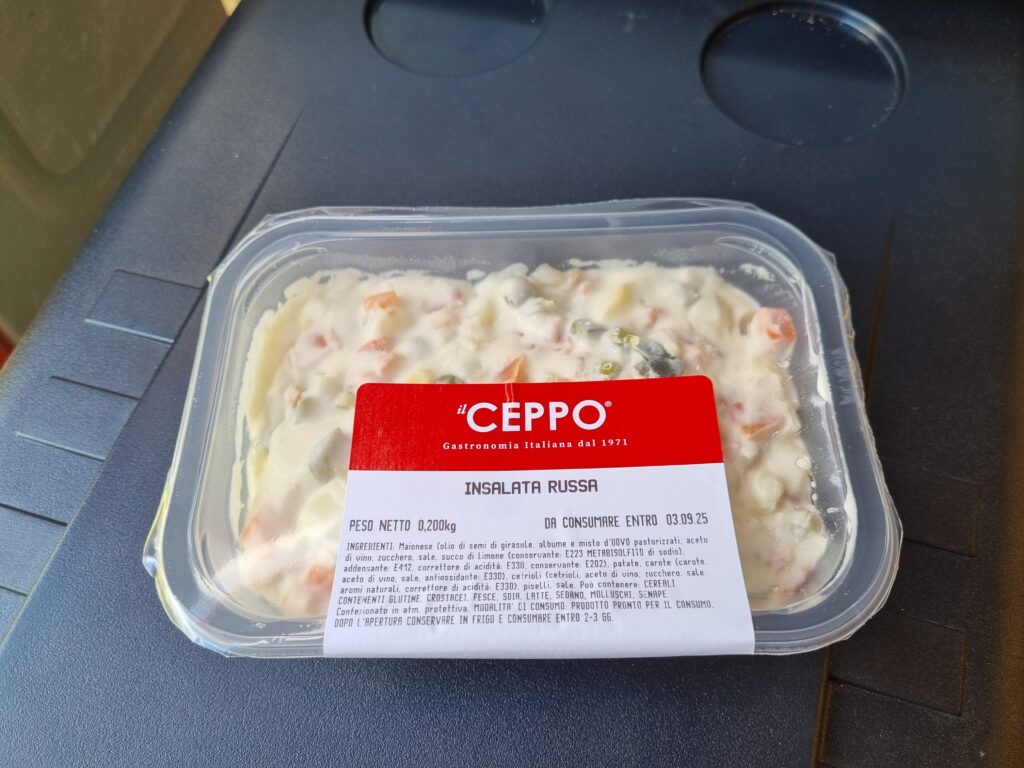 il CEPPO®
Gastronomia Italiana dal 1971
INSALATA RUSSA
PESO NETTO 0,200kg DA CONSUMARE ENTRO 03.09.25
INGREDIENTI: Maionese (olio di semi di girasole, albume e misto d'UOVO pastorizzati, aceto
di vino, zucchero, sale, succo di limone (conservante: E223 METABISOLFITO di sodio),
addensante: E412, correttore di acidità: E330, conservante: E202), patate, carote (carote,
aceto di vino, sale, antiossidante: E330), cetrioli (cetrioli, aceto di vino, zucchero, sale,
aromi naturali, correttore di acidità: E330), piselli, sale. Può contenere: CEREALI
CONTENENTI GLUTINE, CROSTACEI, PESCE, SOIA, LATTE, SEDANO, MOLLUSCHI, SENAPE.
Confezionato in atm. protettiva. MODALITA' DI CONSUMO: PRODOTTO PRONTO PER IL CONSUMO.
DOPO L'APERTURA CONSERVARE IN FRIGO E CONSUMARE ENTRO 2-3 GG.